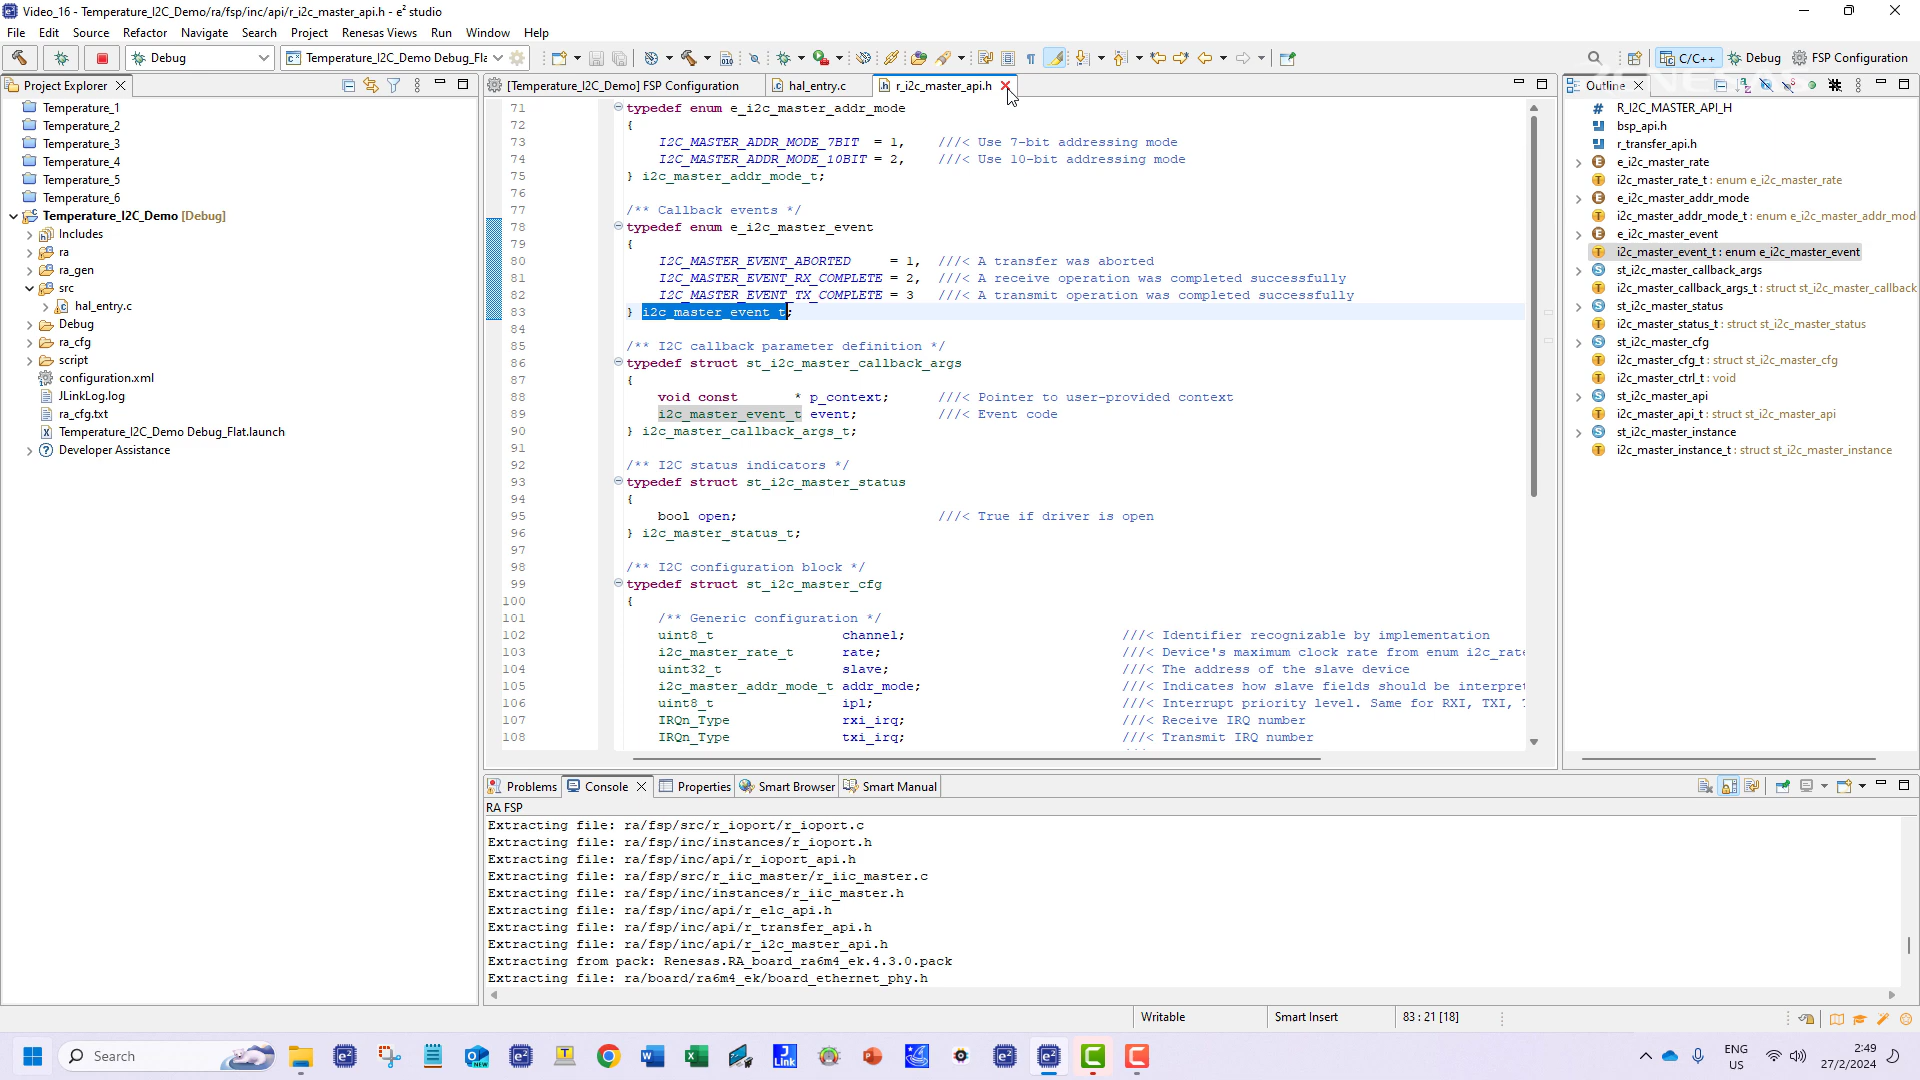 Video_16 - Temperature_I2C_Demo/ra/fsp/inc/api/r_i2c_master_api.h - e² studio
File Edit Source Refactor Navigate Search Project Renesas Views Run Window Help
Debug
Temperature_I2C_Demo Debug_Fla
C/C++ Debug FSP Configuration
Project Explorer
Temperature_1
Temperature_2
Temperature_3
Temperature_4
Temperature_5
Temperature_6
Temperature_I2C_Demo [Debug]
Includes
ra
ra_gen
src
hal_entry.c
Debug
ra_cfg
script
configuration.xml
JLinkLog.log
ra_cfg.txt
Temperature_I2C_Demo Debug_Flat.launch
Developer Assistance
[Temperature_I2C_Demo] FSP Configuration hal_entry.c r_i2c_master_api.h
71 typedef enum e_i2c_master_addr_mode
72 {
73 I2C_MASTER_ADDR_MODE_7BIT = 1, ///< Use 7-bit addressing mode
74 I2C_MASTER_ADDR_MODE_10BIT = 2, ///< Use 10-bit addressing mode
75 } i2c_master_addr_mode_t;
76
77 /** Callback events */
78 typedef enum e_i2c_master_event
79 {
80 I2C_MASTER_EVENT_ABORTED = 1, ///< A transfer was aborted
81 I2C_MASTER_EVENT_RX_COMPLETE = 2, ///< A receive operation was completed successfully
82 I2C_MASTER_EVENT_TX_COMPLETE = 3 ///< A transmit operation was completed successfully
83 } i2c_master_event_t;
84
85 /** I2C callback parameter definition */
86 typedef struct st_i2c_master_callback_args
87 {
88 void const * p_context; ///< Pointer to user-provided context
89 i2c_master_event_t event; ///< Event code
90 } i2c_master_callback_args_t;
91
92 /** I2C status indicators */
93 typedef struct st_i2c_master_status
94 {
95 bool open; ///< True if driver is open
96 } i2c_master_status_t;
97
98 /** I2C configuration block */
99 typedef struct st_i2c_master_cfg
100 {
101 /** Generic configuration */
102 uint8_t channel; ///< Identifier recognizable by implementation
103 i2c_master_rate_t rate; ///< Device's maximum clock rate from enum i2c_rate
104 uint32_t slave; ///< The address of the slave device
105 i2c_master_addr_mode_t addr_mode; ///< Indicates how slave fields should be interpret
106 uint8_t ipl; ///< Interrupt priority level. Same for RXI, TXI,
107 IRQn_Type rxi_irq; ///< Receive IRQ number
108 IRQn_Type txi_irq; ///< Transmit IRQ number
Outline
R_I2C_MASTER_API_H
bsp_api.h
r_transfer_api.h
e_i2c_master_rate
i2c_master_rate_t : enum e_i2c_master_rate
e_i2c_master_addr_mode
i2c_master_addr_mode_t : enum e_i2c_master_addr_mod
e_i2c_master_event
i2c_master_event_t : enum e_i2c_master_event
st_i2c_master_callback_args
i2c_master_callback_args_t : struct st_i2c_master_callback
st_i2c_master_status
i2c_master_status_t : struct st_i2c_master_status
st_i2c_master_cfg
i2c_master_cfg_t : struct st_i2c_master_cfg
i2c_master_ctrl_t : void
st_i2c_master_api
i2c_master_api_t : struct st_i2c_master_api
st_i2c_master_instance
i2c_master_instance_t : struct st_i2c_master_instance
Problems Console Properties Smart Browser Smart Manual
RA FSP
Extracting file: ra/fsp/src/r_ioport/r_ioport.c
Extracting file: ra/fsp/inc/instances/r_ioport.h
Extracting file: ra/fsp/inc/api/r_ioport_api.h
Extracting file: ra/fsp/src/r_iic_master/r_iic_master.c
Extracting file: ra/fsp/inc/instances/r_iic_master.h
Extracting file: ra/fsp/inc/api/r_elc_api.h
Extracting file: ra/fsp/inc/api/r_transfer_api.h
Extracting file: ra/fsp/inc/api/r_i2c_master_api.h
Extracting from pack: Renesas.RA_board_ra6m4_ek.4.3.0.pack
Extracting file: ra/board/ra6m4_ek/board_ethernet_phy.h
Writable Smart Insert 83 : 21 [18]
Search
ENG
US
2:49
27/2/2024